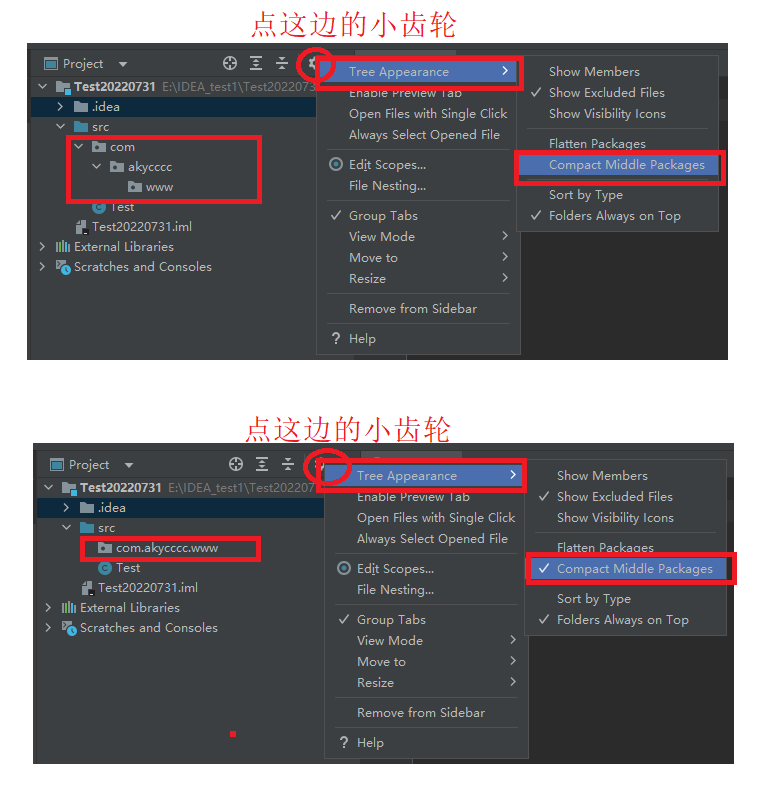 点这边的小齿轮
Project
Tree Appearance
Show Members
Test20220731 E:\IDEA_test1\Test2022073
Enable Preview Tab
Show Excluded Files
.idea
Open Files with Single Click
Show Visibility Icons
src
Always Select Opened File
com
Flatten Packages
akycccc
Edit Scopes...
Compact Middle Packages
www
File Nesting...
Sort by Type
Test
Group Tabs
Folders Always on Top
Test20220731.iml
View Mode
External Libraries
Move to
Scratches and Consoles
Resize
Remove from Sidebar
? Help
点这边的小齿轮
Project
Tree Appearance
Show Members
Test20220731 E:\IDEA_test1\Test202207
Enable Preview Tab
Show Excluded Files
.idea
Open Files with Single Click
Show Visibility Icons
src
Always Select Opened File
com.akycccc.www
Flatten Packages
Test
Edit Scopes...
Compact Middle Packages
Test20220731.iml
File Nesting...
Sort by Type
External Libraries
Group Tabs
Folders Always on Top
Scratches and Consoles
View Mode
Move to
Resize
Remove from Sidebar
? Help